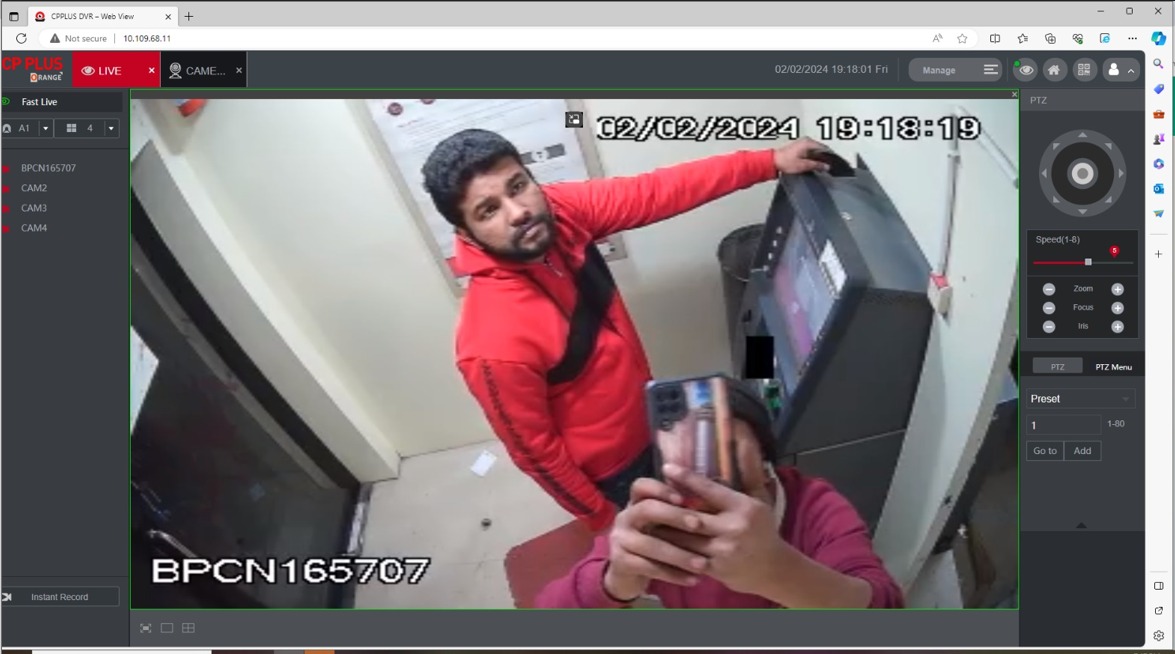 CPPLUS DVR – Web View
Not secure
10.109.68.11
CP PLUS
ORANGE
LIVE
CAME...
02/02/2024 19:18:01 Fri
Manage
Fast Live
A1
4
BPCN165707
CAM2
CAM3
CAM4
Instant Record
02/02/2024 19:18:19
BPCN165707
PTZ
Speed(1-8)
5
Zoom
Focus
Iris
PTZ
PTZ Menu
Preset
1
1-80
Go to
Add